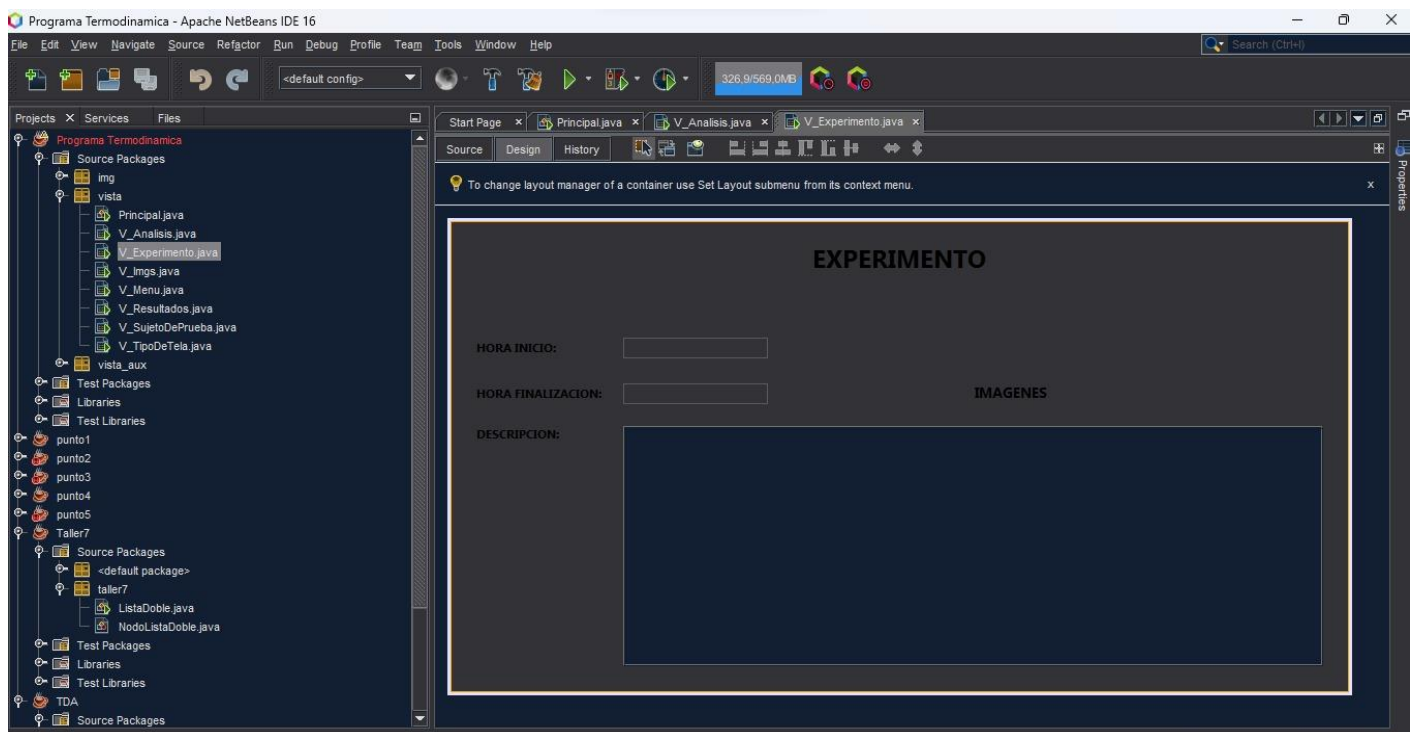 Programa Termodinamica - Apache NetBeans IDE 16
File Edit View Navigate Source Refactor Run Debug Profile Team Tools Window Help
Search (Ctrl+I)
<default config>
326,9/569,0MB
Projects Services Files
Programa Termodinamica
Source Packages
img
vista
Principal.java
V_Analisis.java
V_Experimento.java
V_Imgs.java
V_Menu.java
V_Resultados.java
V_SujetoDePrueba.java
V_TipoDeTela.java
vista_aux
Test Packages
Libraries
Test Libraries
punto1
punto2
punto3
punto4
punto5
Taller7
Source Packages
<default package>
taller7
ListaDoble.java
NodoListaDoble.java
Test Packages
Libraries
Test Libraries
TDA
Source Packages
Start Page Principal.java V_Analisis.java V_Experimento.java
Source Design History
To change layout manager of a container use Set Layout submenu from its context menu.
x
EXPERIMENTO
HORA INICIO:
HORA FINALIZACION:
IMAGENES
DESCRIPCION:
Properties